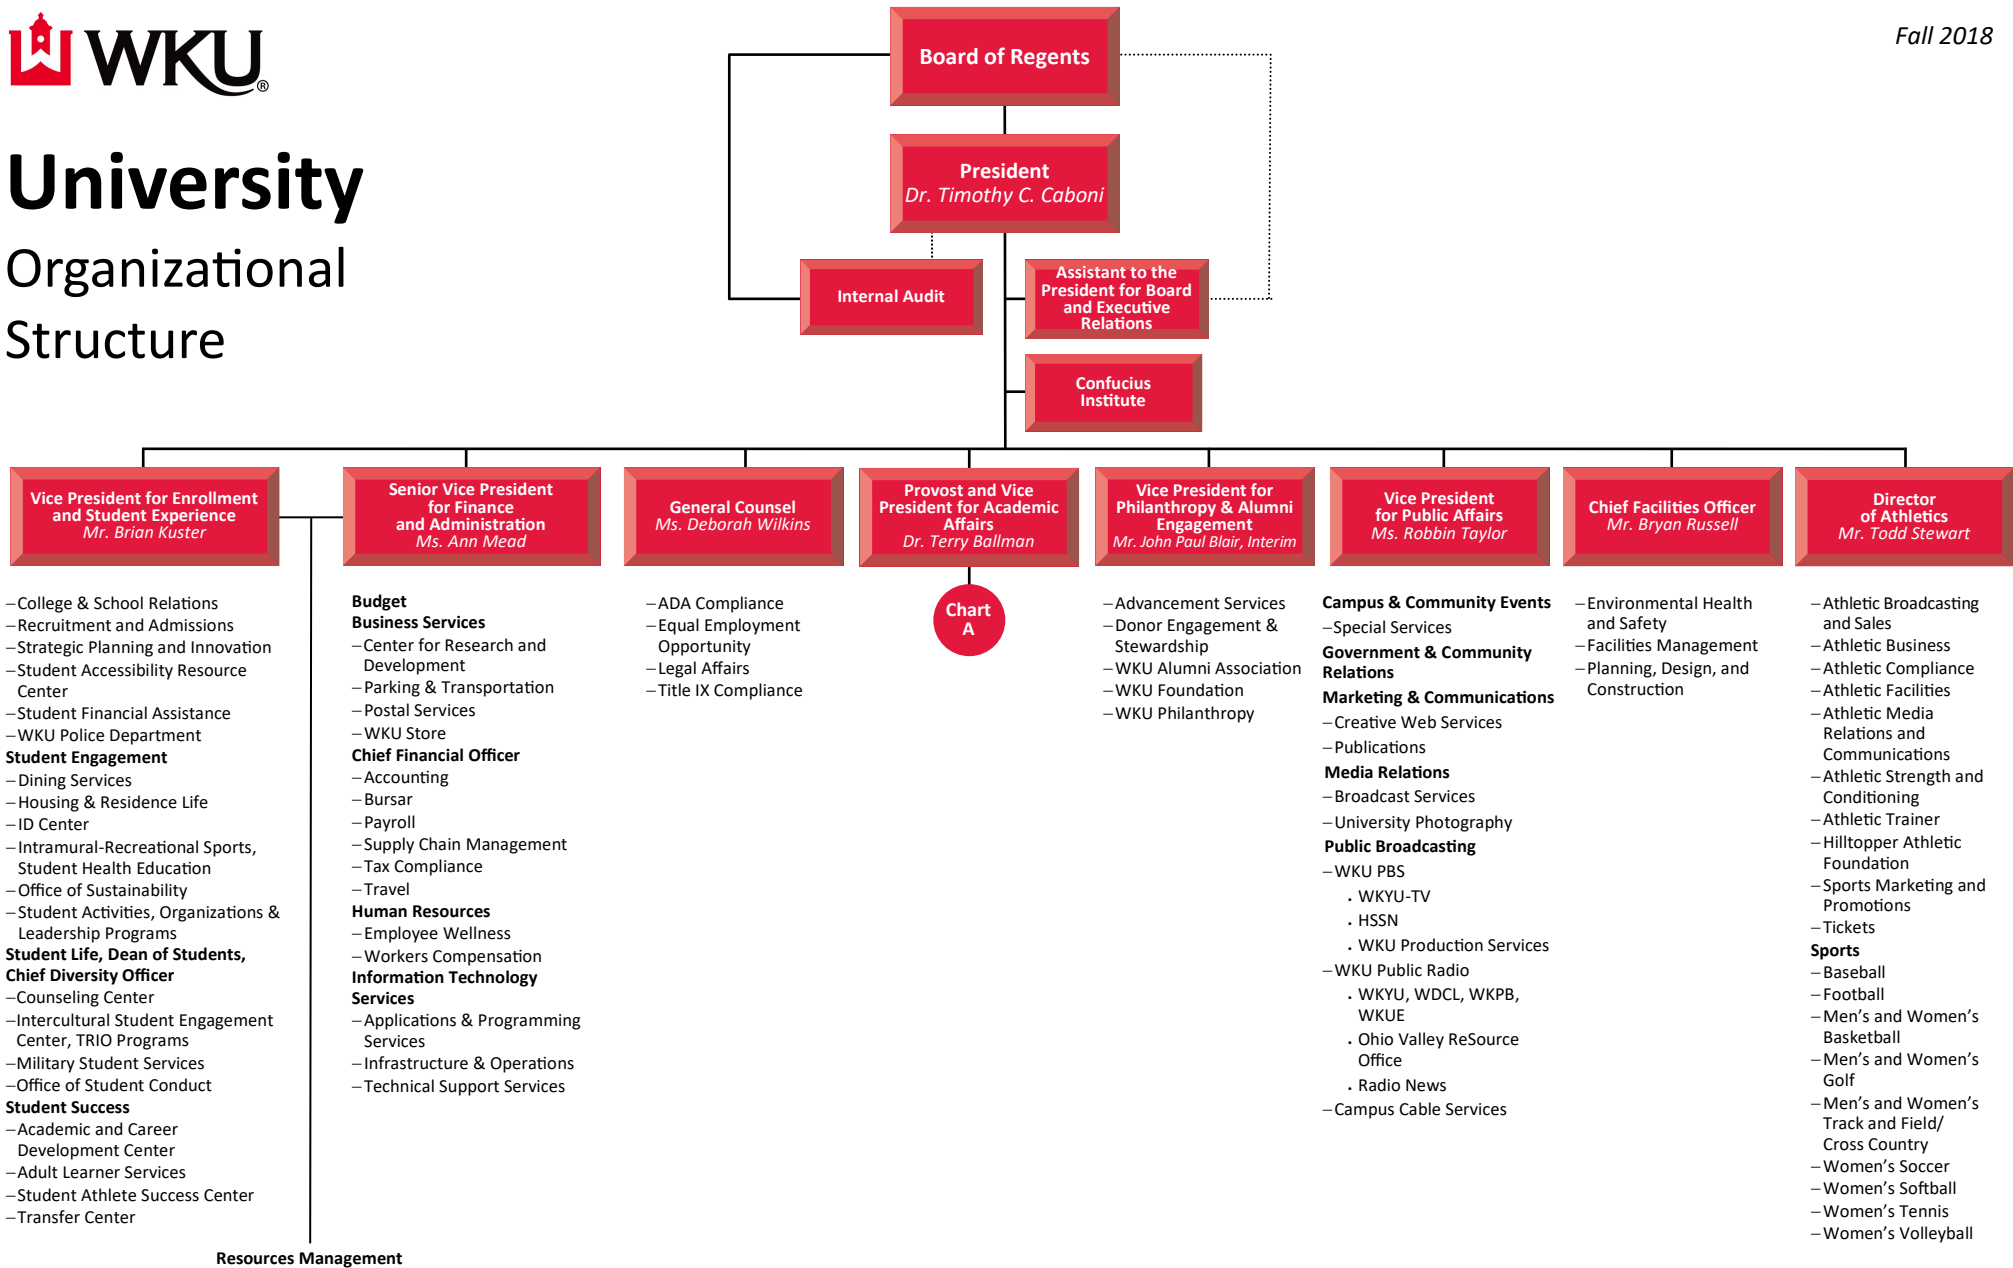 WKU®
Fall 2018
University
Organizational
Structure
Board of Regents
President
Dr. Timothy C. Caboni
Internal Audit
Assistant to the
President for Board
and Executive
Relations
Confucius
Institute
Vice President for Enrollment
and Student Experience
Mr. Brian Kuster
–College & School Relations
–Recruitment and Admissions
–Strategic Planning and Innovation
–Student Accessibility Resource
Center
–Student Financial Assistance
–WKU Police Department
Student Engagement
–Dining Services
–Housing & Residence Life
–ID Center
–Intramural-Recreational Sports,
Student Health Education
–Office of Sustainability
–Student Activities, Organizations &
Leadership Programs
Student Life, Dean of Students,
Chief Diversity Officer
–Counseling Center
–Intercultural Student Engagement
Center, TRIO Programs
–Military Student Services
–Office of Student Conduct
Student Success
–Academic and Career
Development Center
–Adult Learner Services
–Student Athlete Success Center
–Transfer Center
Resources Management
Senior Vice President
for Finance
and Administration
Ms. Ann Mead
Budget
Business Services
–Center for Research and
Development
–Parking & Transportation
–Postal Services
–WKU Store
Chief Financial Officer
–Accounting
–Bursar
–Payroll
–Supply Chain Management
–Tax Compliance
–Travel
Human Resources
–Employee Wellness
–Workers Compensation
Information Technology
Services
–Applications & Programming
Services
–Infrastructure & Operations
–Technical Support Services
General Counsel
Ms. Deborah Wilkins
–ADA Compliance
–Equal Employment
Opportunity
–Legal Affairs
–Title IX Compliance
Provost and Vice
President for Academic
Affairs
Dr. Terry Ballman
Chart
A
Vice President for
Philanthropy & Alumni
Engagement
Mr. John Paul Blair, Interim
–Advancement Services
–Donor Engagement &
Stewardship
–WKU Alumni Association
–WKU Foundation
–WKU Philanthropy
Vice President
for Public Affairs
Ms. Robbin Taylor
Campus & Community Events
–Special Services
Government & Community
Relations
Marketing & Communications
–Creative Web Services
–Publications
Media Relations
–Broadcast Services
–University Photography
Public Broadcasting
–WKU PBS
. WKYU-TV
. HSSN
. WKU Production Services
–WKU Public Radio
. WKYU, WDCL, WKPB,
WKUE
. Ohio Valley ReSource
Office
. Radio News
–Campus Cable Services
Chief Facilities Officer
Mr. Bryan Russell
–Environmental Health
and Safety
–Facilities Management
–Planning, Design, and
Construction
Director
of Athletics
Mr. Todd Stewart
–Athletic Broadcasting
and Sales
–Athletic Business
–Athletic Compliance
–Athletic Facilities
–Athletic Media
Relations and
Communications
–Athletic Strength and
Conditioning
–Athletic Trainer
–Hilltopper Athletic
Foundation
–Sports Marketing and
Promotions
–Tickets
Sports
–Baseball
–Football
–Men’s and Women’s
Basketball
–Men’s and Women’s
Golf
–Men’s and Women’s
Track and Field/
Cross Country
–Women’s Soccer
–Women’s Softball
–Women’s Tennis
–Women’s Volleyball